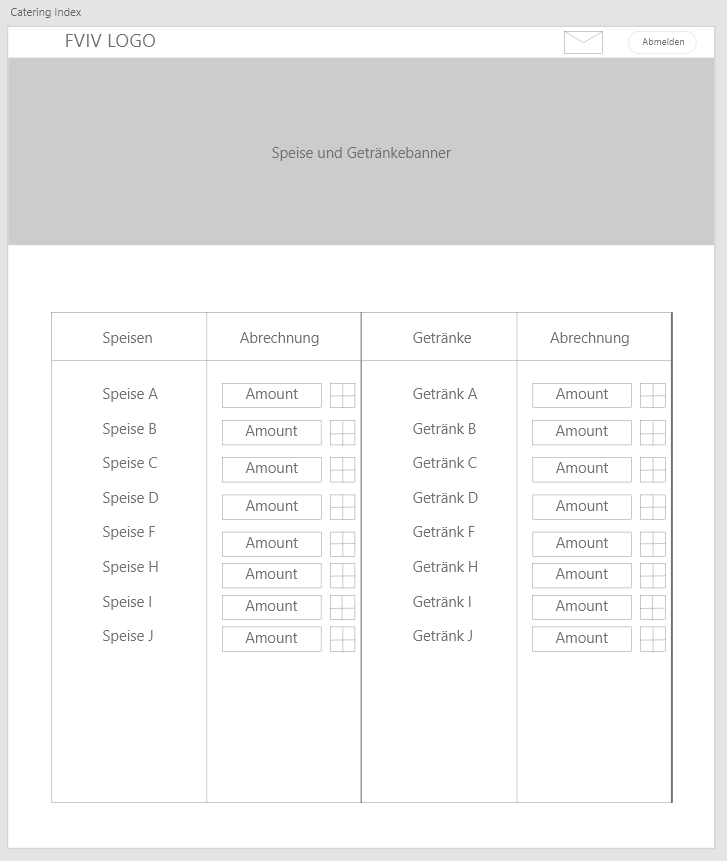 Catering Index
FVIV LOGO
Abmelden
Speise und Getränkebanner
Speisen Abrechnung Getränke Abrechnung
Speise A Amount Getränk A Amount
Speise B Amount Getränk B Amount
Speise C Amount Getränk C Amount
Speise D Amount Getränk D Amount
Speise F Amount Getränk F Amount
Speise H Amount Getränk H Amount
Speise I Amount Getränk I Amount
Speise J Amount Getränk J Amount